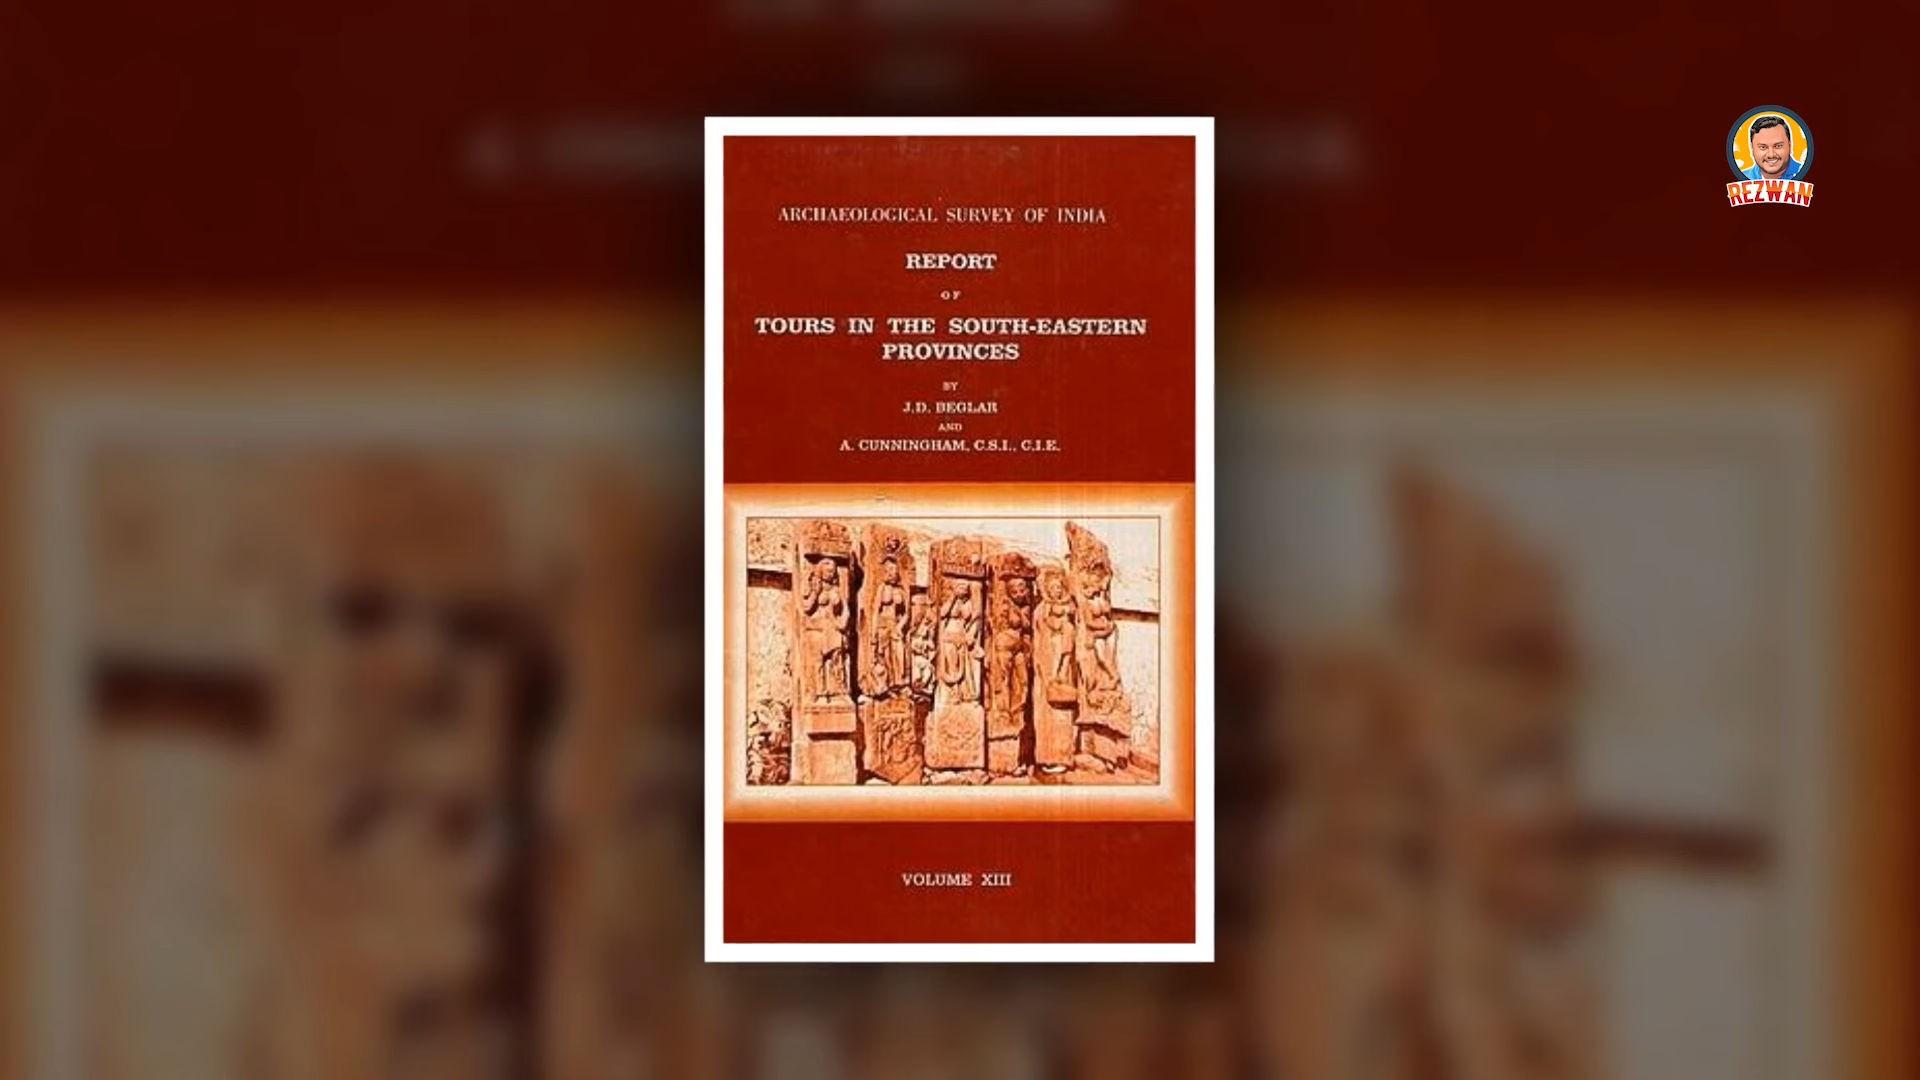 ARCHAEOLOGICAL SURVEY OF INDIA
REPORT
OF
TOURS IN THE SOUTH-EASTERN
PROVINCES
BY
J.D. BEGLAR
AND
A. CUNNINGHAM, C.S.I., C.I.E.
VOLUME XIII
REZWAN